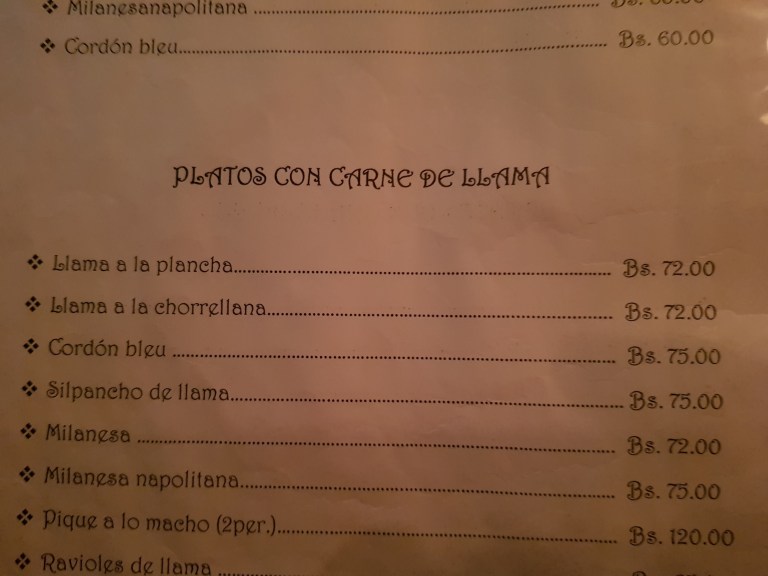 ❖ Milanesanapolitana ........................ Bs.
❖ Cordón bleu........................ Bs. 60.00
PLATOS CON CARNE DE LLAMA
❖ Llama a la plancha........................ Bs. 72.00
❖ Llama a la chorrellana........................ Bs. 72.00
❖ Cordón bleu ........................ Bs. 75.00
❖ Silpancho de llama........................ Bs. 75.00
❖ Milanesa ........................ Bs. 72.00
❖ Milanesa napolitana........................ Bs. 75.00
❖ Pique a lo macho (2per.)........................ Bs. 120.00
❖ Ravioles de llama ........................